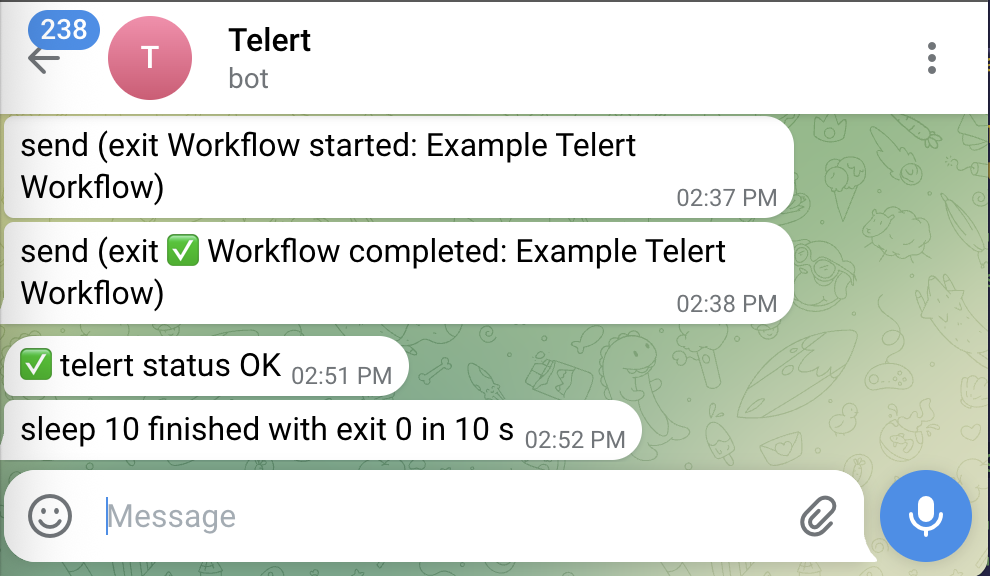 238
T
Telert
bot
send (exit Workflow started: Example Telert
Workflow)
02:37 PM
send (exit ✅ Workflow completed: Example Telert
Workflow)
02:38 PM
✅ telert status OK 02:51 PM
sleep 10 finished with exit 0 in 10 s 02:52 PM
Message